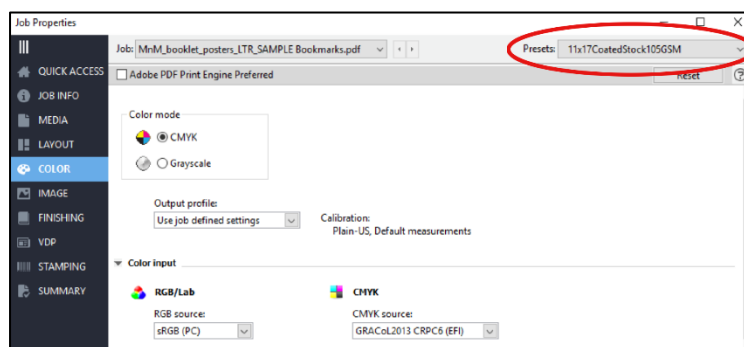 Job Properties
Job: MnM_booklet_posters_LTR_SAMPLE Bookmarks.pdf
Presets: 11x17CoatedStock105GSM
QUICK ACCESS
Adobe PDF Print Engine Preferred
Reset
?
JOB INFO
MEDIA
LAYOUT
COLOR
IMAGE
FINISHING
VDP
STAMPING
SUMMARY
Color mode
CMYK
Grayscale
Output profile:
Use job defined settings
Calibration:
Plain-US, Default measurements
Color input
RGB/Lab
CMYK
RGB source:
CMYK source:
sRGB (PC)
GRACoL2013 CRPC6 (EFI)